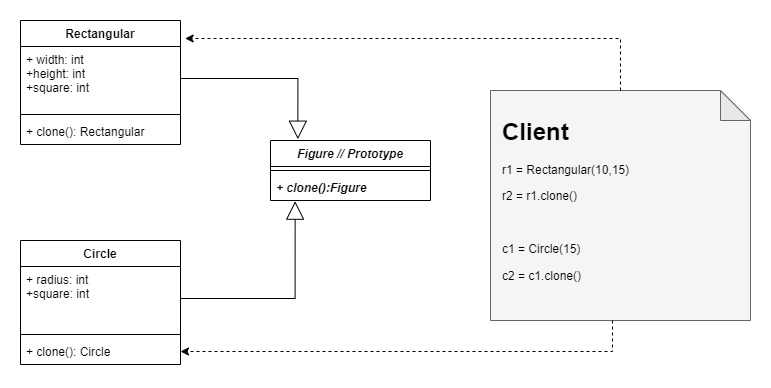 Rectangular
+ width: int
+height: int
+square: int
+ clone(): Rectangular
Figure // Prototype
+ clone():Figure
Circle
+ radius: int
+square: int
+ clone(): Circle
Client
r1 = Rectangular(10,15)
r2 = r1.clone()
c1 = Circle(15)
c2 = c1.clone()